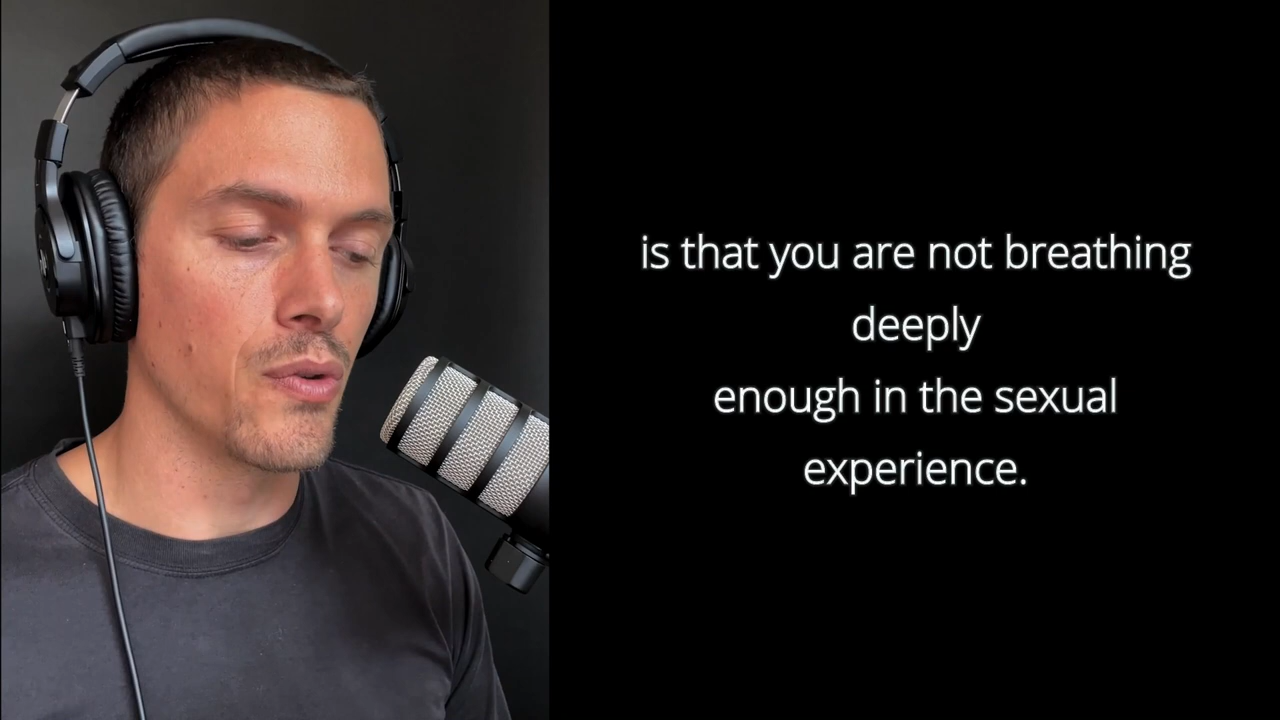 is that you are not breathing
deeply
enough in the sexual
experience.